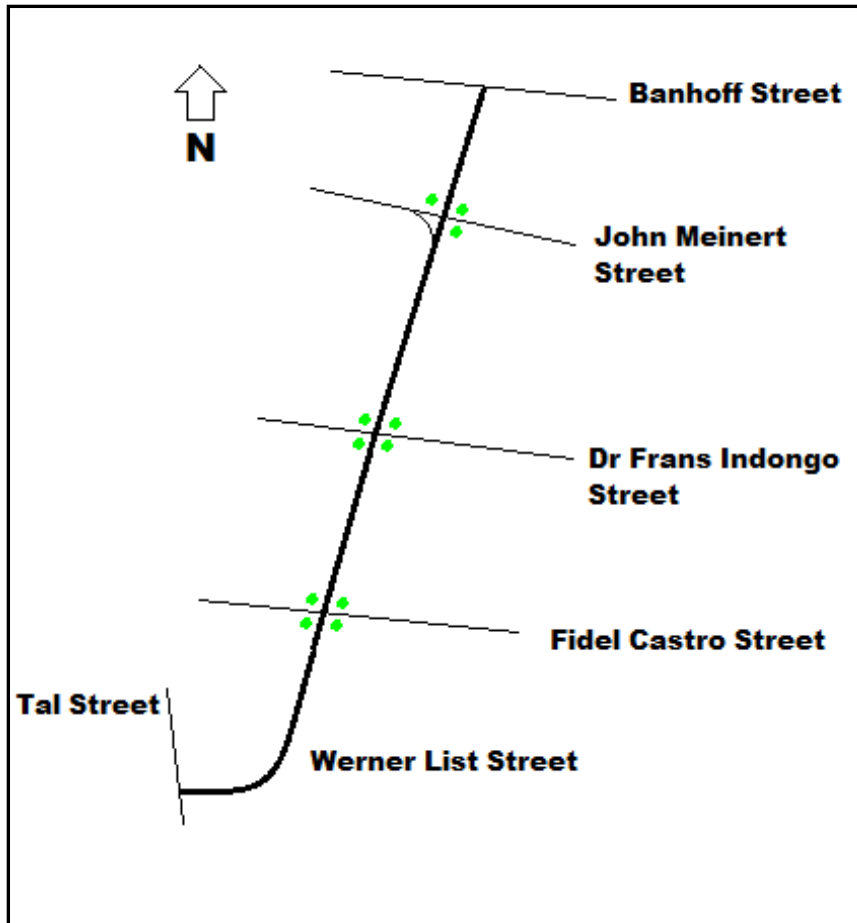 Banhoff Street
N
John Meinert
Street
Dr Frans Indongo
Street
Fidel Castro Street
Tal Street
Werner List Street